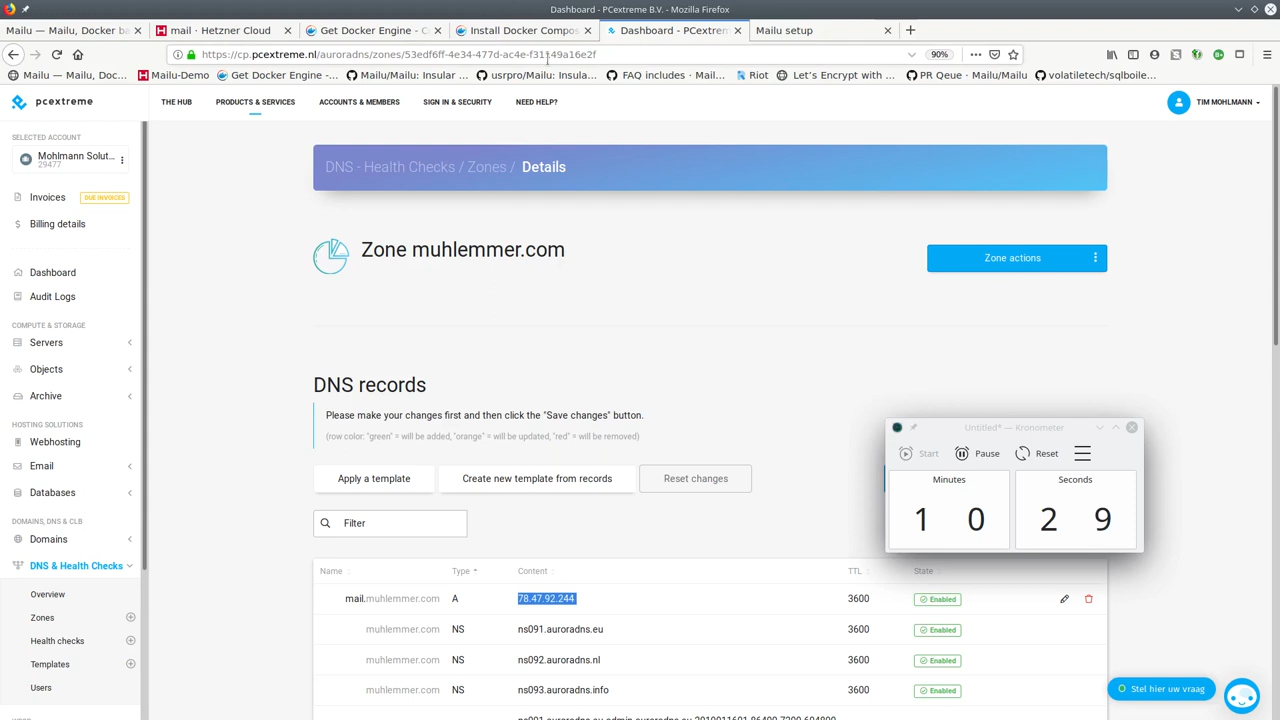 Dashboard - PCextreme B.V. - Mozilla Firefox
Mailu — Mailu, Docker ba
mail · Hetzner Cloud
Get Docker Engine - C
Install Docker Compos
Dashboard - PCextrem
Mailu setup
https://cp.pcextreme.nl/auroradns/zones/53edf6ff-4e34-477d-ac4e-f31149a16e2f
90%
Mailu — Mailu, Doc...
Mailu-Demo
Get Docker Engine -...
Mailu/Mailu: Insular ...
usrpro/Mailu: Insula...
FAQ includes · Mail...
Riot
Let's Encrypt with ...
PR Qeue · Mailu/Mailu
volatiletech/sqlboile...
pcextreme
THE HUB
PRODUCTS & SERVICES
ACCOUNTS & MEMBERS
SIGN IN & SECURITY
NEED HELP?
TIM MOHLMANN
SELECTED ACCOUNT
Mohlmann Solut...
29477
Invoices
DUE INVOICES
Billing details
Dashboard
Audit Logs
COMPUTE & STORAGE
Servers
Objects
Archive
HOSTING SOLUTIONS
Webhosting
Email
Databases
DOMAINS, DNS & CLB
Domains
DNS & Health Checks
Overview
Zones
Health checks
Templates
Users
DNS - Health Checks / Zones / Details
Zone muhlemmer.com
Zone actions
DNS records
Please make your changes first and then click the "Save changes" button.
(row color: "green" = will be added, "orange" = will be updated, "red" = will be removed)
Apply a template
Create new template from records
Reset changes
Filter
Name Type Content TTL State
mail.muhlemmer.com A 78.47.92.244 3600 Enabled
muhlemmer.com NS ns091.auroradns.eu 3600 Enabled
muhlemmer.com NS ns092.auroradns.nl 3600 Enabled
muhlemmer.com NS ns093.auroradns.info 3600 Enabled
Untitled* — Kronometer
Start
Pause
Reset
Minutes
Seconds
1 0 2 9
Stel hier uw vraag